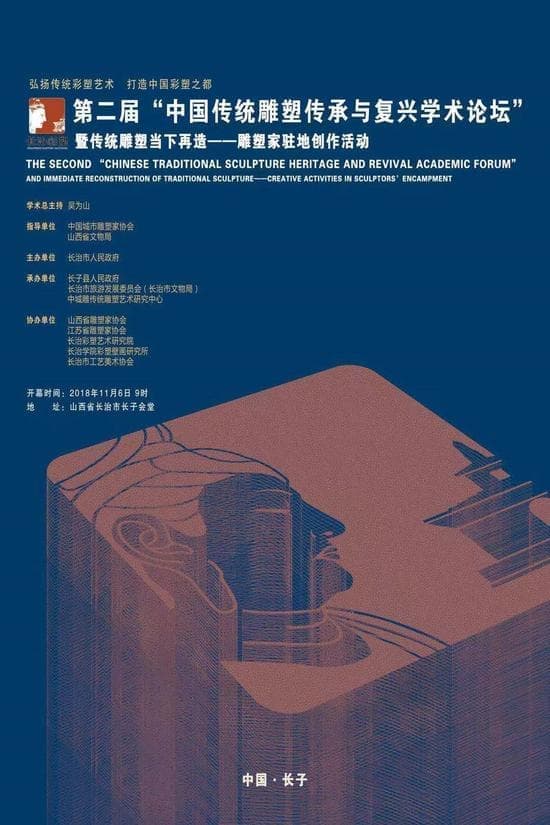 弘扬传统彩塑艺术 打造中国彩塑之都
第二届“中国传统雕塑传承与复兴学术论坛”
暨传统雕塑当下再造——雕塑家驻地创作活动
THE SECOND “CHINESE TRADITIONAL SCULPTURE HERITAGE AND REVIVAL ACADEMIC FORUM”
AND IMMEDIATE RECONSTRUCTION OF TRADITIONAL SCULPTURE——CREATIVE ACTIVITIES IN SCULPTORS' ENCAMPMENT
学术总主持 吴为山
指导单位 中国城市雕塑家协会
山西省文物局
主办单位 长治市人民政府
承办单位 长子县人民政府
长治市旅游发展委员会（长治市文物局）
中城雕传统雕塑艺术研究中心
协办单位 山西省雕塑家协会
江苏省雕塑家协会
长治彩塑艺术研究院
长治学院彩塑壁画研究所
长治市工艺美术协会
开幕时间：2018年11月6日 9时
地 址：山西省长治市长子会堂
中国·长子